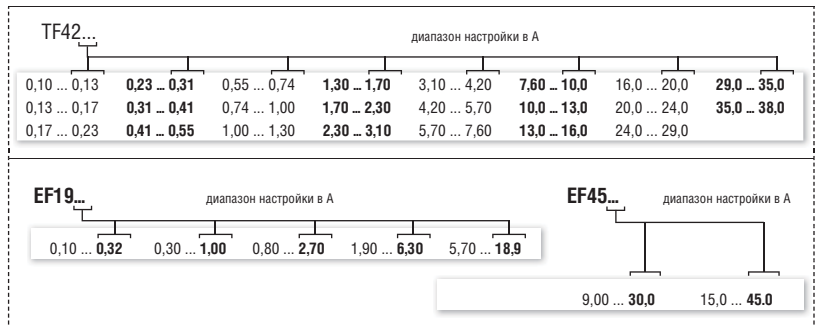 TF42...
диапазон настройки в А
0,10 ... 0,13 0,23 ... 0,31 0,55 ... 0,74 1,30 ... 1,70 3,10 ... 4,20 7,60 ... 10,0 16,0 ... 20,0 29,0 ... 35,0
0,13 ... 0,17 0,31 ... 0,41 0,74 ... 1,00 1,70 ... 2,30 4,20 ... 5,70 10,0 ... 13,0 20,0 ... 24,0 35,0 ... 38,0
0,17 ... 0,23 0,41 ... 0,55 1,00 ... 1,30 2,30 ... 3,10 5,70 ... 7,60 13,0 ... 16,0 24,0 ... 29,0
EF19...
диапазон настройки в А
0,10 ... 0,32 0,30 ... 1,00 0,80 ... 2,70 1,90 ... 6,30 5,70 ... 18,9
EF45...
диапазон настройки в А
9,00 ... 30,0 15,0 ... 45.0